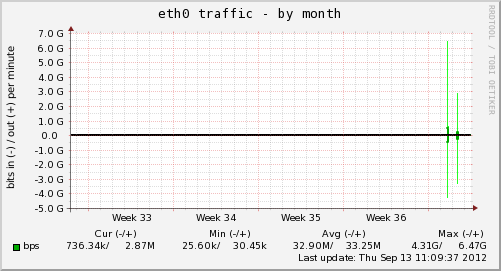 eth0 traffic - by month
RRDTOOL / TOBI OETIKER
bits in (-) / out (+) per minute
7.0 G
6.0 G
5.0 G
4.0 G
3.0 G
2.0 G
1.0 G
0.0
-1.0 G
-2.0 G
-3.0 G
-4.0 G
-5.0 G
Week 33 Week 34 Week 35 Week 36
Cur (-/+) Min (-/+) Avg (-/+) Max (-/+)
bps 736.34k/ 2.87M 25.60k/ 30.45k 32.90M/ 33.25M 4.31G/ 6.47G
Last update: Thu Sep 13 11:09:37 2012